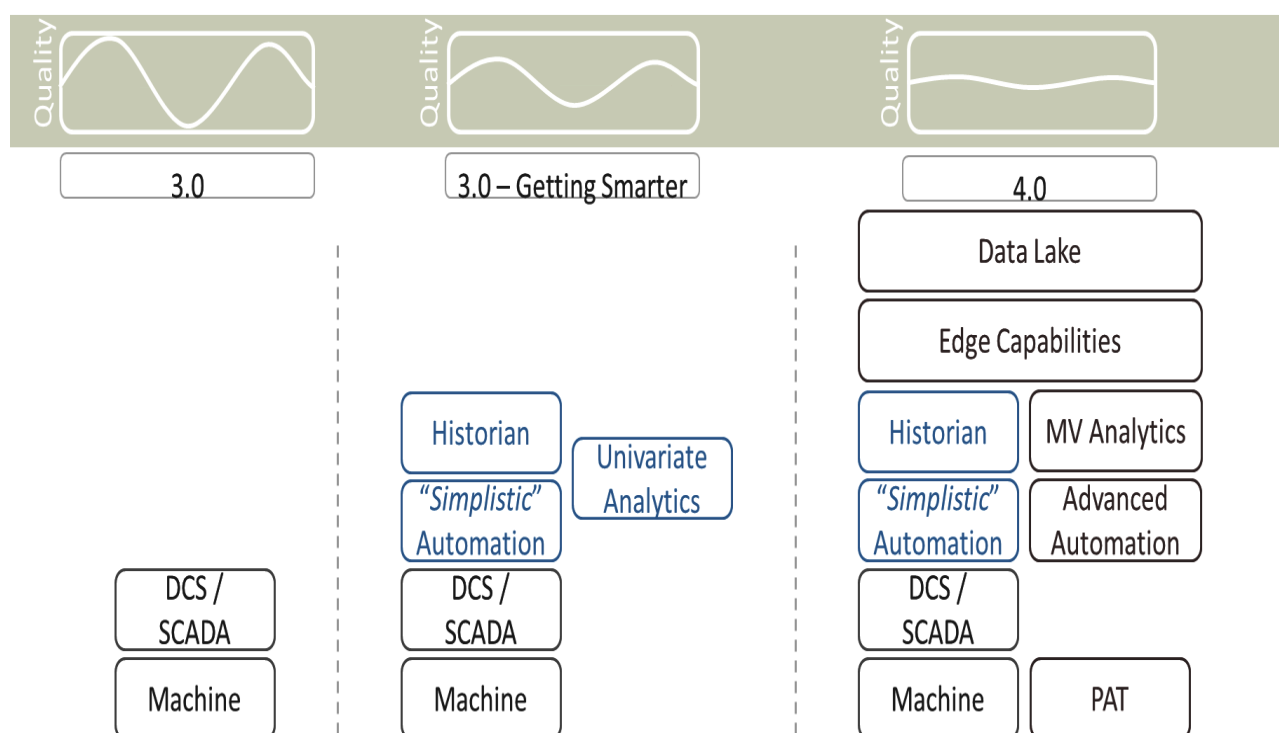 Quality
Quality
Quality
3.0
3.0 – Getting Smarter
4.0
Data Lake
Edge Capabilities
Historian
Univariate
Analytics
Historian
MV Analytics
“Simplistic”
Automation
“Simplistic”
Automation
Advanced
Automation
DCS /
SCADA
DCS /
SCADA
DCS /
SCADA
Machine
Machine
Machine
PAT